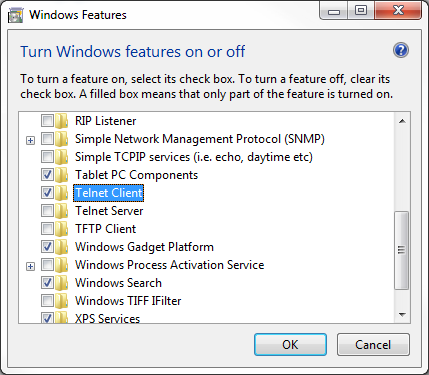 Windows Features
Turn Windows features on or off
To turn a feature on, select its check box. To turn a feature off, clear its
check box. A filled box means that only part of the feature is turned on.
RIP Listener
Simple Network Management Protocol (SNMP)
Simple TCPIP services (i.e. echo, daytime etc)
Tablet PC Components
Telnet Client
Telnet Server
TFTP Client
Windows Gadget Platform
Windows Process Activation Service
Windows Search
Windows TIFF IFilter
XPS Services
OK
Cancel